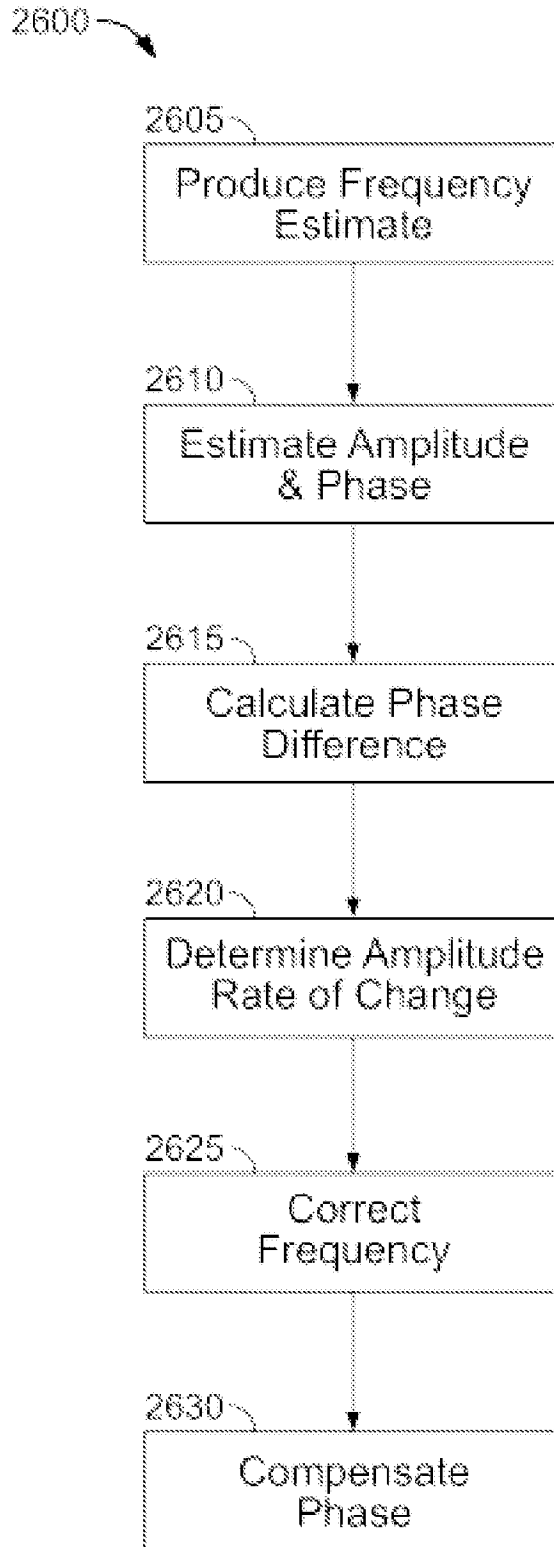 2600
2605
Produce Frequency
Estimate
2610
Estimate Amplitude
& Phase
2615
Calculate Phase
Difference
2620
Determine Amplitude
Rate of Change
2625
Correct
Frequency
2630
Compensate
Phase